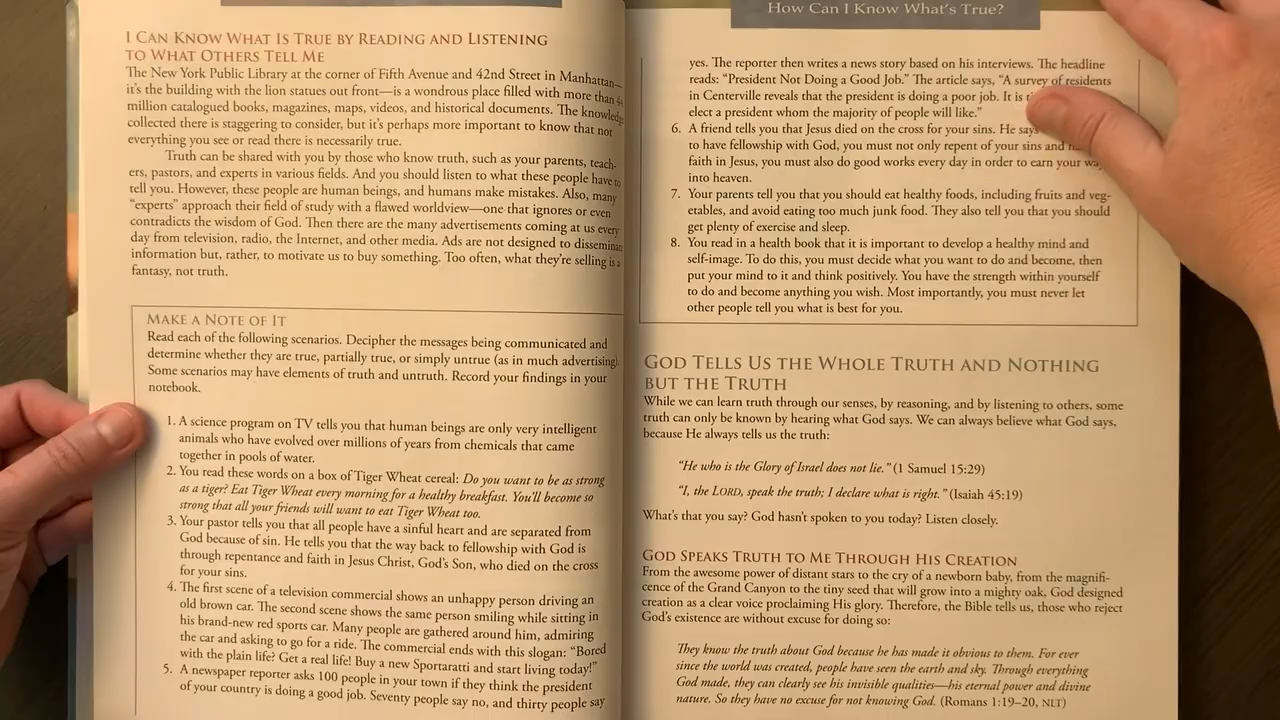 I CAN KNOW WHAT IS TRUE BY READING AND LISTENING
TO WHAT OTHERS TELL ME
The New York Public Library at the corner of Fifth Avenue and 42nd Street in Manhattan—
it's the building with the lion statues out front—is a wondrous place filled with more than 44
million catalogued books, magazines, maps, videos, and historical documents. The knowledge
collected there is staggering to consider, but it's perhaps more important to know that not
everything you see or read there is necessarily true.
Truth can be shared with you by those who know truth, such as your parents, teach-
ers, pastors, and experts in various fields. And you should listen to what these people have to
tell you. However, these people are human beings, and humans make mistakes. Also, many
“experts” approach their field of study with a flawed worldview—one that ignores or even
contradicts the wisdom of God. Then there are the many advertisements coming at us every
day from television, radio, the Internet, and other media. Ads are not designed to disseminate
information but, rather, to motivate us to buy something. Too often, what they're selling is a
fantasy, not truth.
MAKE A NOTE OF IT
Read each of the following scenarios. Decipher the messages being communicated and
determine whether they are true, partially true, or simply untrue (as in much advertising).
Some scenarios may have elements of truth and untruth. Record your findings in your
notebook.
1. A science program on TV tells you that human beings are only very intelligent
animals who have evolved over millions of years from chemicals that came
together in pools of water.
2. You read these words on a box of Tiger Wheat cereal: Do you want to be as strong
as a tiger? Eat Tiger Wheat every morning for a healthy breakfast. You'll become so
strong that all your friends will want to eat Tiger Wheat too.
3. Your pastor tells you that all people have a sinful heart and are separated from
God because of sin. He tells you that the way back to fellowship with God is
through repentance and faith in Jesus Christ, God's Son, who died on the cross
for your sins.
4. The first scene of a television commercial shows an unhappy person driving an
old brown car. The second scene shows the same person smiling while sitting in
his brand-new red sports car. Many people are gathered around him, admiring
the car and asking to go for a ride. The commercial ends with this slogan: “Bored
with the plain life? Get a real life! Buy a new Sportaratti and start living today!”
5. A newspaper reporter asks 100 people in your town if they think the president
of your country is doing a good job. Seventy people say no, and thirty people say
How Can I Know What's True?
yes. The reporter then writes a news story based on his interviews. The headline
reads: “President Not Doing a Good Job.” The article says, “A survey of residents
in Centerville reveals that the president is doing a poor job. It is
elect a president whom the majority of people will like.”
6. A friend tells you that Jesus died on the cross for your sins. He says
to have fellowship with God, you must not only repent of your sins and
faith in Jesus, you must also do good works every day in order to earn your way
into heaven.
7. Your parents tell you that you should eat healthy foods, including fruits and veg-
etables, and avoid eating too much junk food. They also tell you that you should
get plenty of exercise and sleep.
8. You read in a health book that it is important to develop a healthy mind and
self-image. To do this, you must decide what you want to do and become, then
put your mind to it and think positively. You have the strength within yourself
to do and become anything you wish. Most importantly, you must never let
other people tell you what is best for you.
GOD TELLS US THE WHOLE TRUTH AND NOTHING
BUT THE TRUTH
While we can learn truth through our senses, by reasoning, and by listening to others, some
truth can only be known by hearing what God says. We can always believe what God says,
because He always tells us the truth:
“He who is the Glory of Israel does not lie.” (1 Samuel 15:29)
“I, the LORD, speak the truth; I declare what is right.” (Isaiah 45:19)
What's that you say? God hasn't spoken to you today? Listen closely.
GOD SPEAKS TRUTH TO ME THROUGH HIS CREATION
From the awesome power of distant stars to the cry of a newborn baby, from the magnifi-
cence of the Grand Canyon to the tiny seed that will grow into a mighty oak, God designed
creation as a clear voice proclaiming His glory. Therefore, the Bible tells us, those who reject
God's existence are without excuse for doing so:
They know the truth about God because he has made it obvious to them. For ever
since the world was created, people have seen the earth and sky. Through everything
God made, they can clearly see his invisible qualities—his eternal power and divine
nature. So they have no excuse for not knowing God. (Romans 1:19–20, NLT)